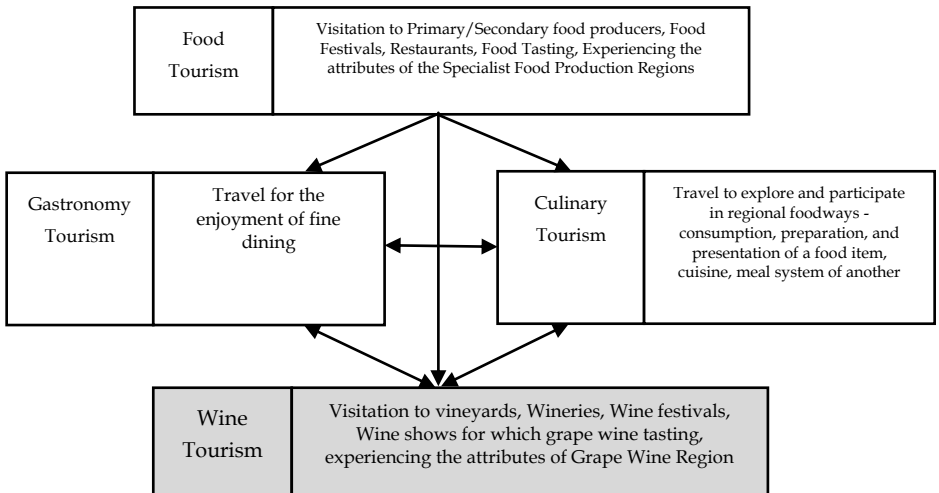 Food
Tourism
Visitation to Primary/Secondary food producers, Food
Festivals, Restaurants, Food Tasting, Experiencing the
attributes of the Specialist Food Production Regions
Gastronomy
Tourism
Travel for the
enjoyment of fine
dining
Culinary
Tourism
Travel to explore and participate
in regional foodways -
consumption, preparation, and
presentation of a food item,
cuisine, meal system of another
Wine
Tourism
Visitation to vineyards, Wineries, Wine festivals,
Wine shows for which grape wine tasting,
experiencing the attributes of Grape Wine Region